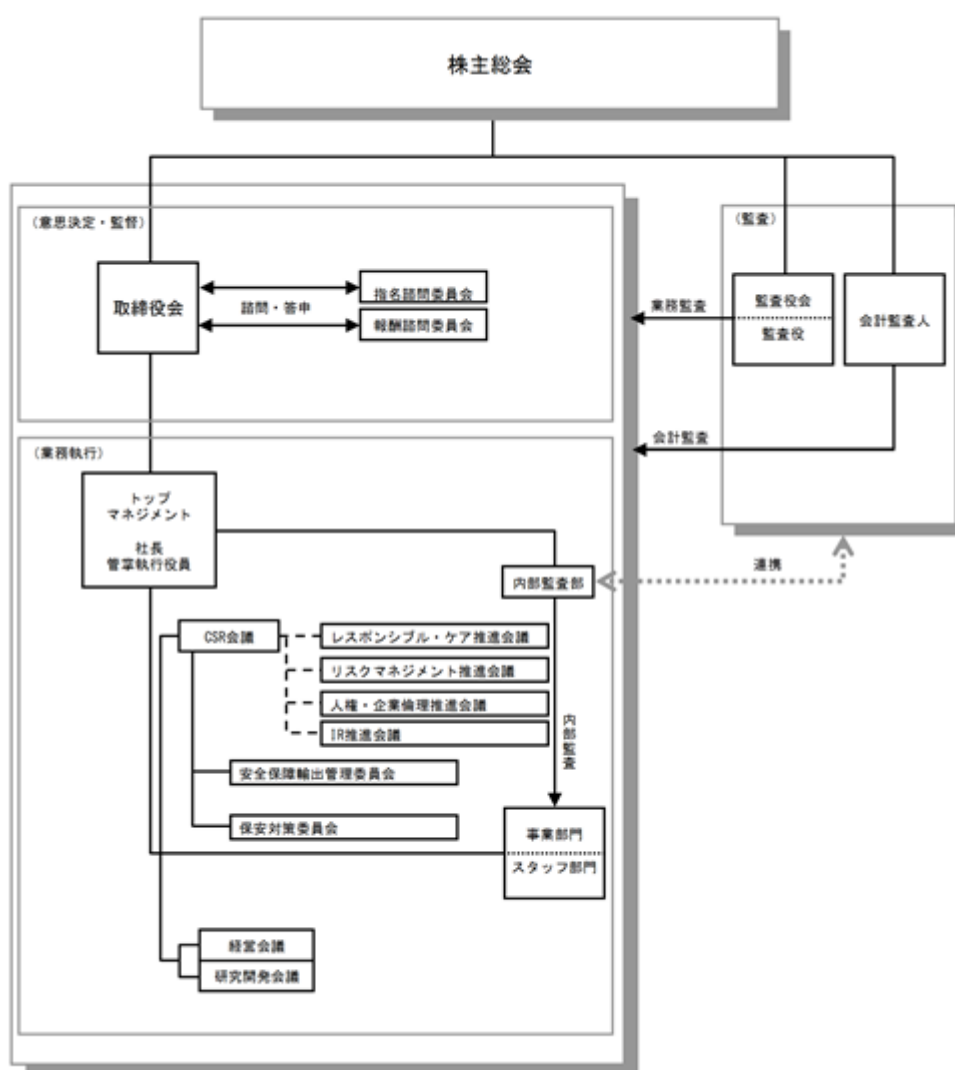 株主総会
（意思決定・監督）
（監査）
取締役会
諮問・答申
指名諮問委員会
報酬諮問委員会
業務監査
監査役会
監査役
会計監査人
会計監査
（業務執行）
トップ
マネジメント
社長
管掌執行役員
連携
内部監査部
CSR会議
レスポンシブル・ケア推進会議
リスクマネジメント推進会議
人権・企業倫理推進会議
IR推進会議
内部監査
安全保障輸出管理委員会
保安対策委員会
事業部門
スタッフ部門
経営会議
研究開発会議